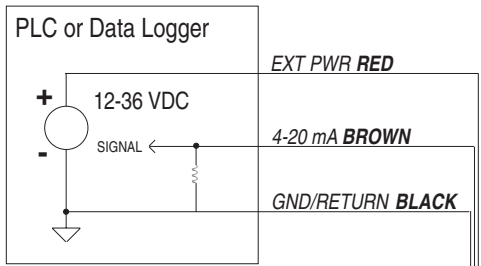 PLC or Data Logger
EXT PWR RED
+ 12-36 VDC
SIGNAL
4-20 mA BROWN
-
GND/RETURN BLACK